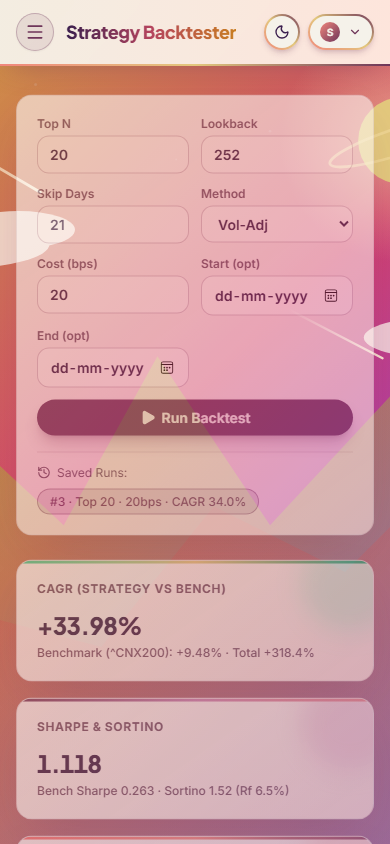 Strategy Backtester
S
Top N
Lookback
20
252
Skip Days
Method
21
Vol-Adj
Cost (bps)
Start (opt)
20
dd-mm-yyyy
End (opt)
dd-mm-yyyy
Run Backtest
Saved Runs:
#3 · Top 20 · 20bps · CAGR 34.0%
CAGR (STRATEGY VS BENCH)
+33.98%
Benchmark (^CNX200): +9.48% · Total +318.4%
SHARPE & SORTINO
1.118
Bench Sharpe 0.263 · Sortino 1.52 (Rf 6.5%)